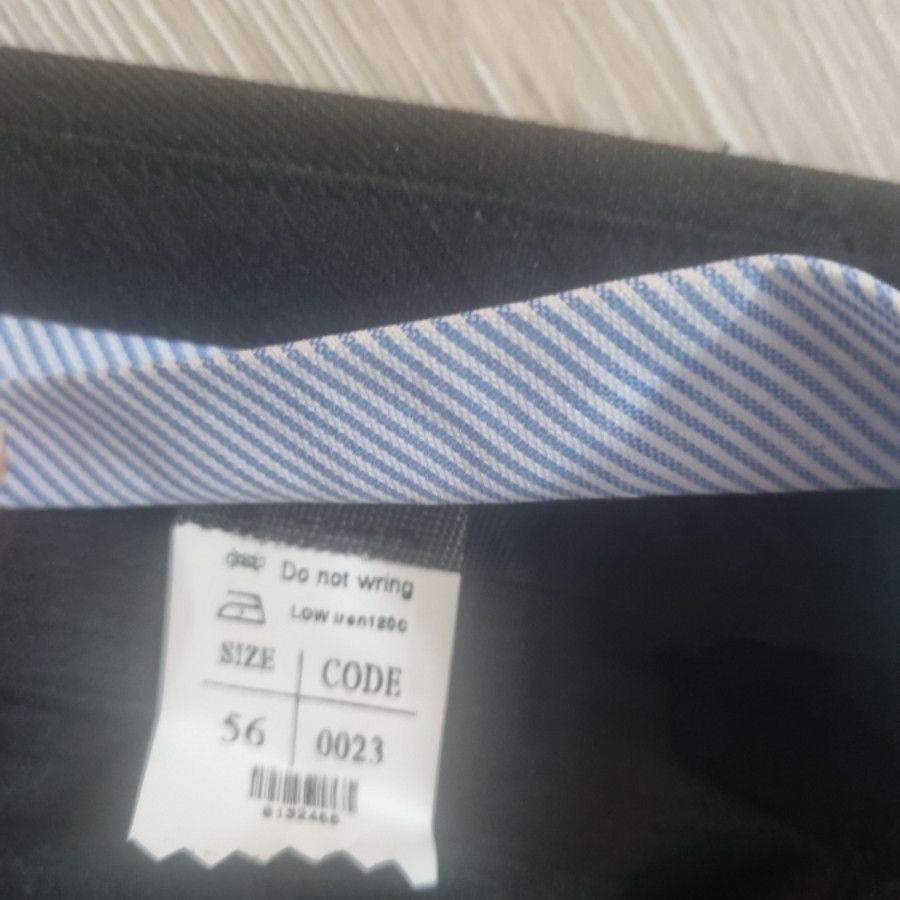 Do not wring
LOW iron120C
SIZE CODE
56 0023